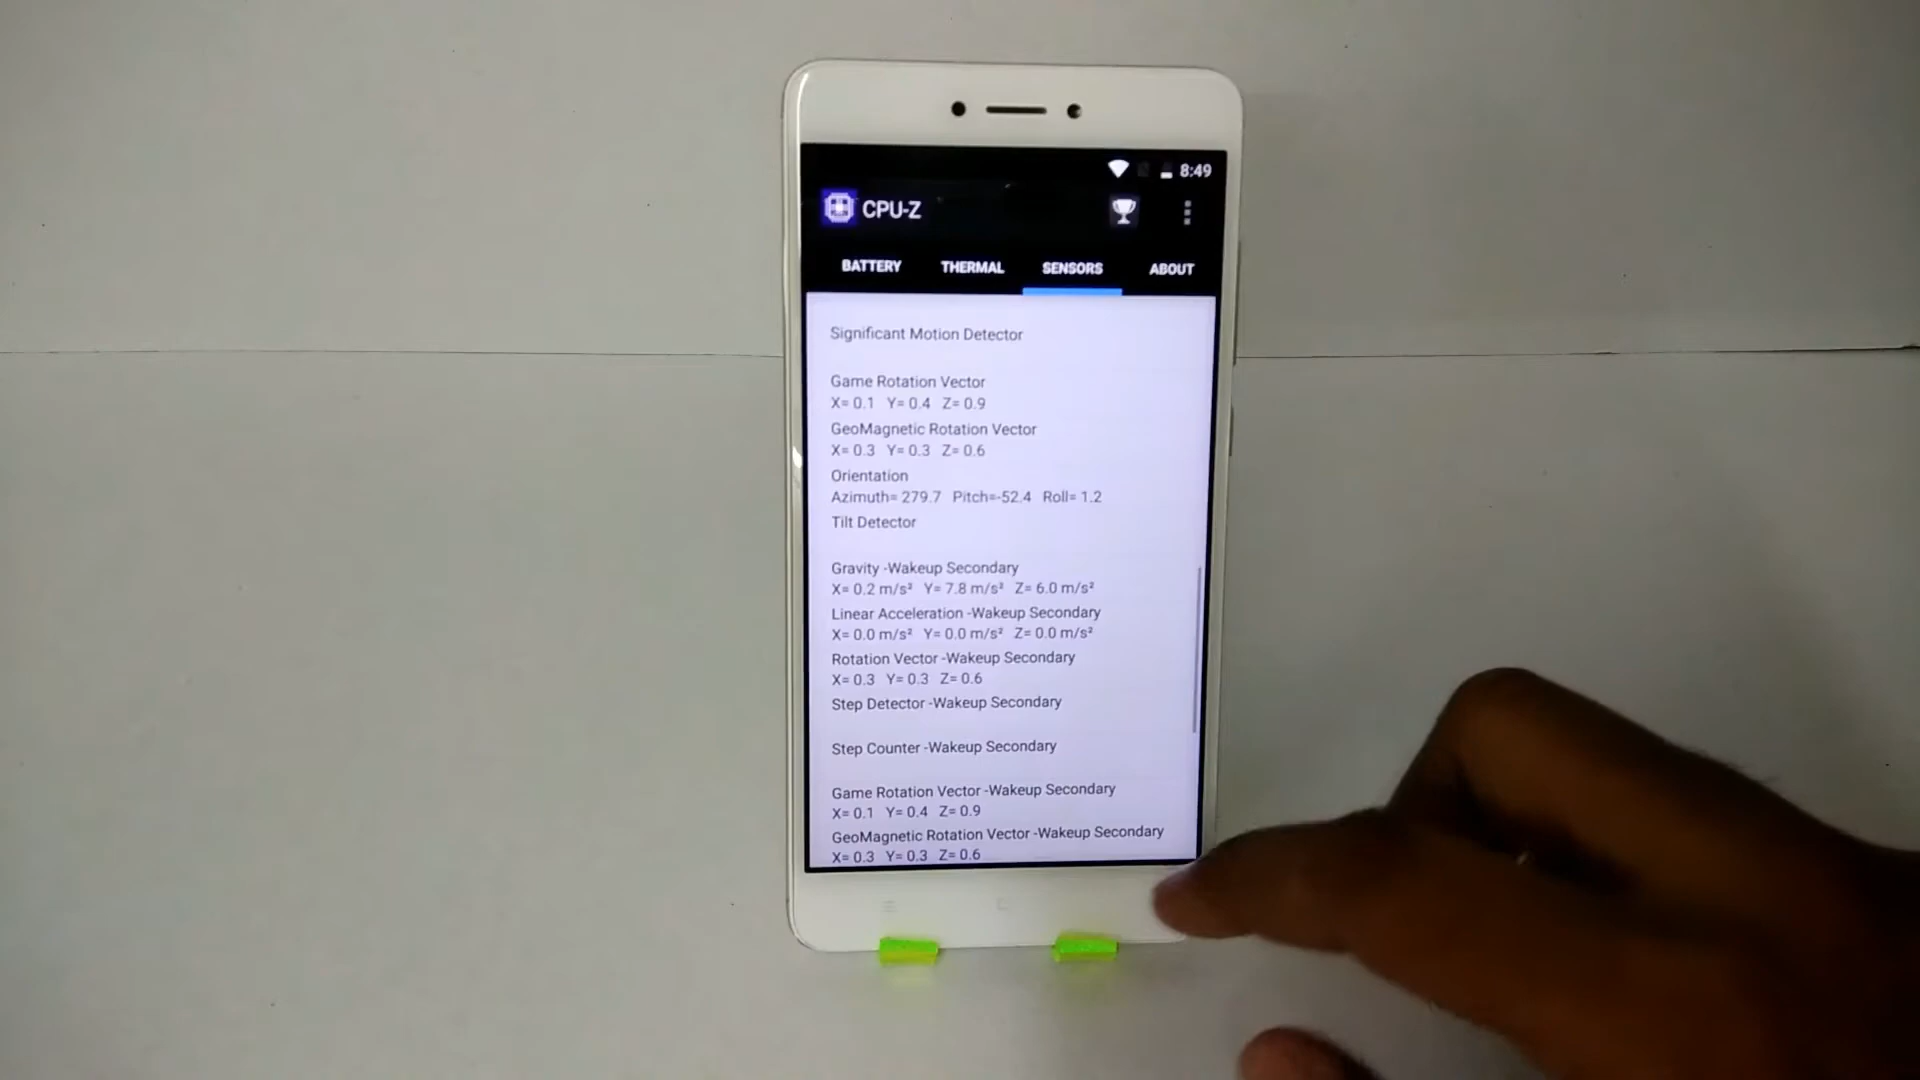 8:49
CPU-Z
BATTERY THERMAL SENSORS ABOUT
Significant Motion Detector
Game Rotation Vector
X= 0.1 Y= 0.4 Z= 0.9
GeoMagnetic Rotation Vector
X= 0.3 Y= 0.3 Z= 0.6
Orientation
Azimuth= 279.7 Pitch=-52.4 Roll= 1.2
Tilt Detector
Gravity -Wakeup Secondary
X= 0.2 m/s² Y= 7.8 m/s² Z= 6.0 m/s²
Linear Acceleration -Wakeup Secondary
X= 0.0 m/s² Y= 0.0 m/s² Z= 0.0 m/s²
Rotation Vector -Wakeup Secondary
X= 0.3 Y= 0.3 Z= 0.6
Step Detector -Wakeup Secondary
Step Counter -Wakeup Secondary
Game Rotation Vector -Wakeup Secondary
X= 0.1 Y= 0.4 Z= 0.9
GeoMagnetic Rotation Vector -Wakeup Secondary
X= 0.3 Y= 0.3 Z= 0.6